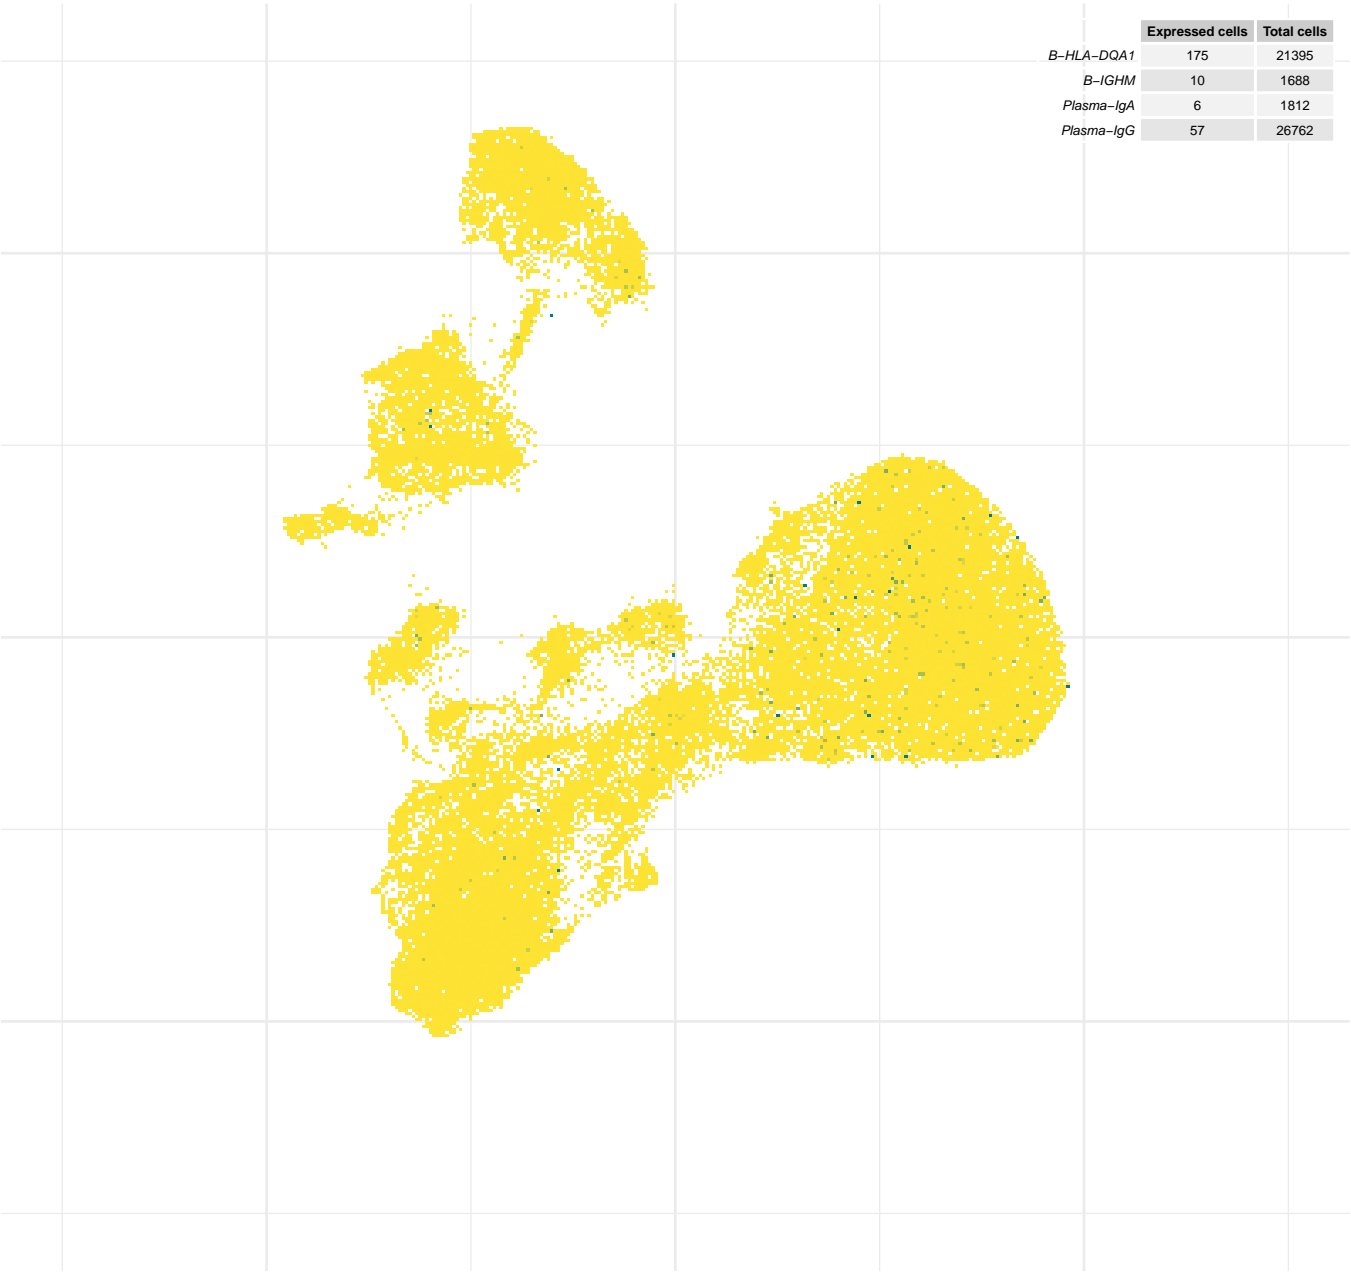 Expressed cells Total cells
B−HLA−DQA1 175 21395
B−IGHM 10 1688
Plasma−IgA 6 1812
Plasma−IgG 57 26762